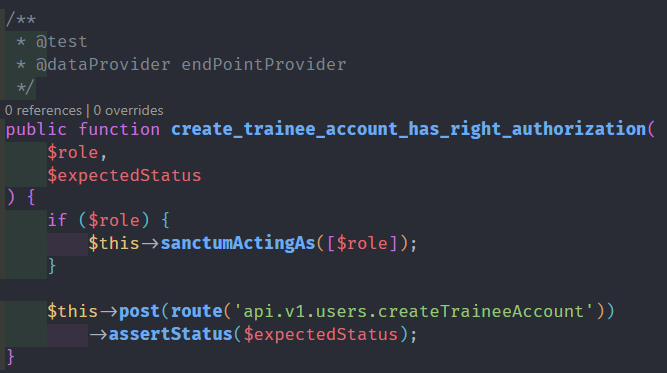 /**
 * @test
 * @dataProvider endPointProvider
 */
0 references | 0 overrides
public function create_trainee_account_has_right_authorization(
    $role,
    $expectedStatus
) {
    if ($role) {
        $this->sanctumActingAs([$role]);
    }

    $this->post(route('api.v1.users.createTraineeAccount'))
        ->assertStatus($expectedStatus);
}